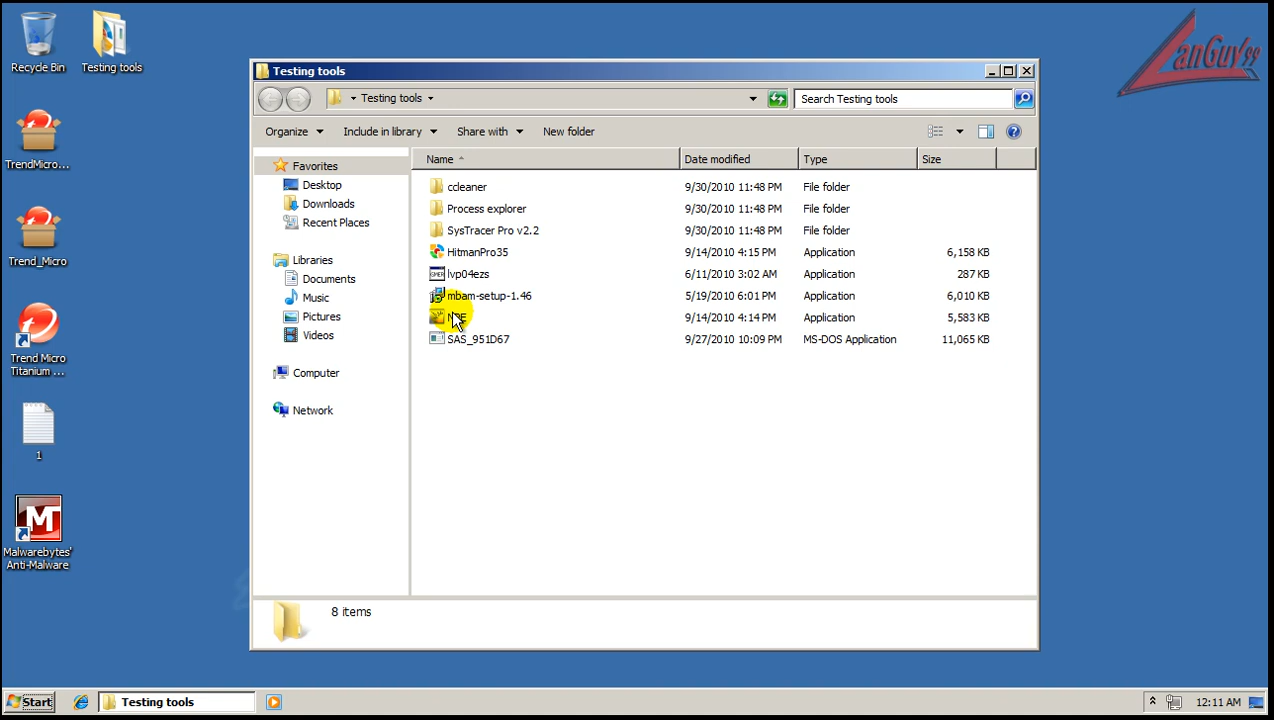 Recycle Bin
Testing tools
TrendMicro...
Trend_Micro
Trend Micro
Titanium ...
1
Malwarebytes'
Anti-Malware
anGuy99
Testing tools
Testing tools
Search Testing tools
Organize
Include in library
Share with
New folder
Name
Date modified
Type
Size
Favorites
Desktop
Downloads
Recent Places
Libraries
Documents
Music
Pictures
Videos
Computer
Network
ccleaner 9/30/2010 11:48 PM File folder
Process explorer 9/30/2010 11:48 PM File folder
SysTracer Pro v2.2 9/30/2010 11:48 PM File folder
HitmanPro35 9/14/2010 4:15 PM Application 6,158 KB
GMER lvp04ezs 6/11/2010 3:02 AM Application 287 KB
mbam-setup-1.46 5/19/2010 6:01 PM Application 6,010 KB
NPE 9/14/2010 4:14 PM Application 5,583 KB
SAS_951D67 9/27/2010 10:09 PM MS-DOS Application 11,065 KB
8 items
Start
Testing tools
12:11 AM